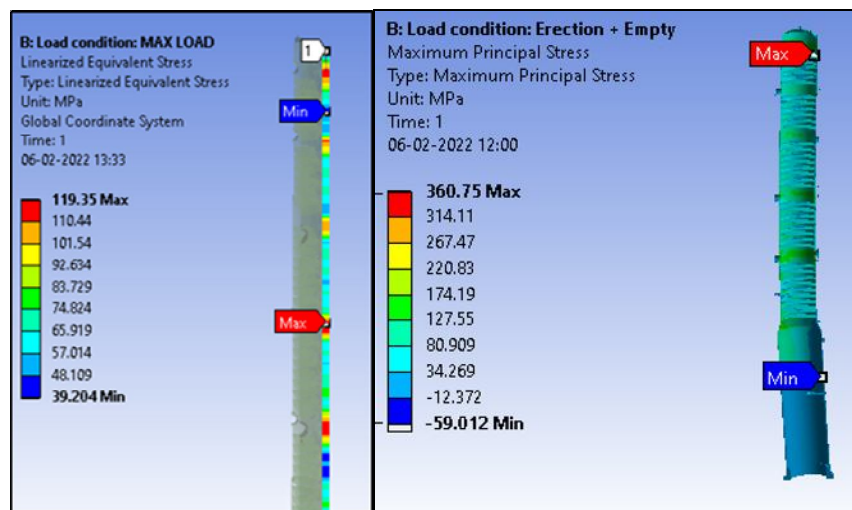 B: Load condition: MAX LOAD
Linearized Equivalent Stress
Type: Linearized Equivalent Stress
Unit: MPa
Global Coordinate System
Time: 1
06-02-2022 13:33
119.35 Max
110.44
101.54
92.634
83.729
74.824
65.919
57.014
48.109
39.204 Min
1
Min
Max
B: Load condition: Erection + Empty
Maximum Principal Stress
Type: Maximum Principal Stress
Unit: MPa
Time: 1
06-02-2022 12:00
360.75 Max
314.11
267.47
220.83
174.19
127.55
80.909
34.269
-12.372
-59.012 Min
Max
Min